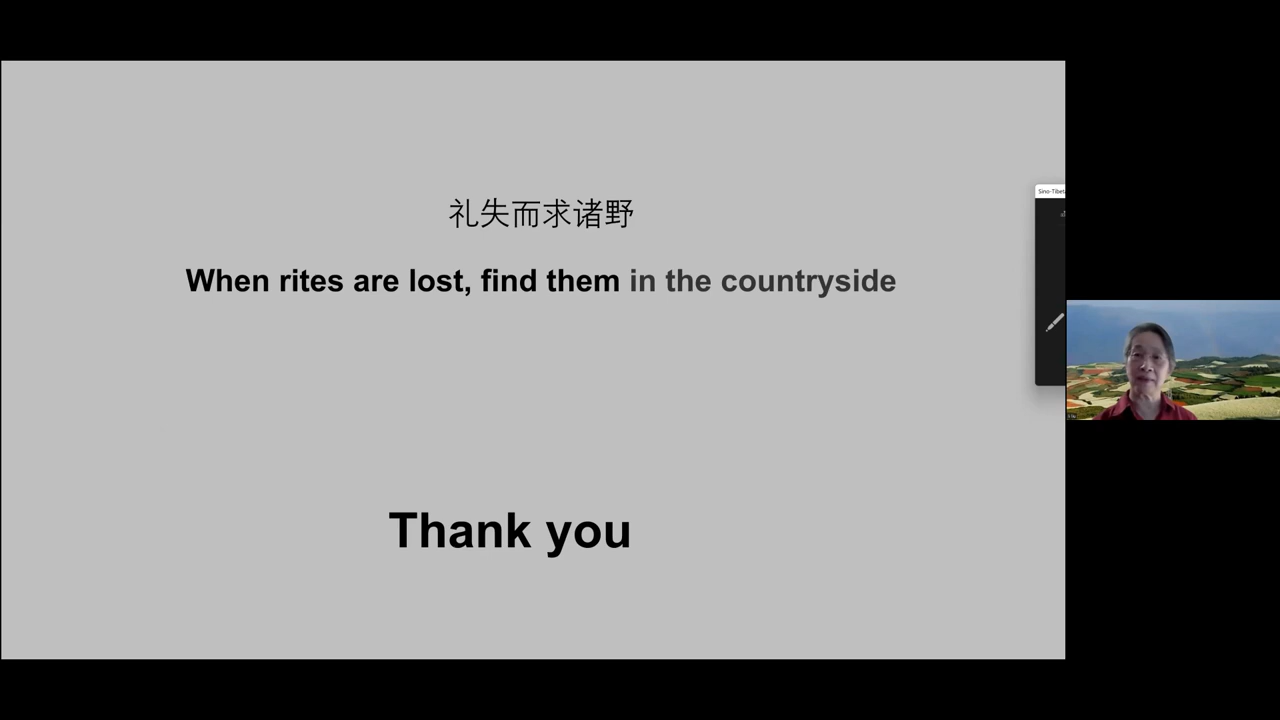 礼失而求诸野
When rites are lost, find them in the countryside
Thank you